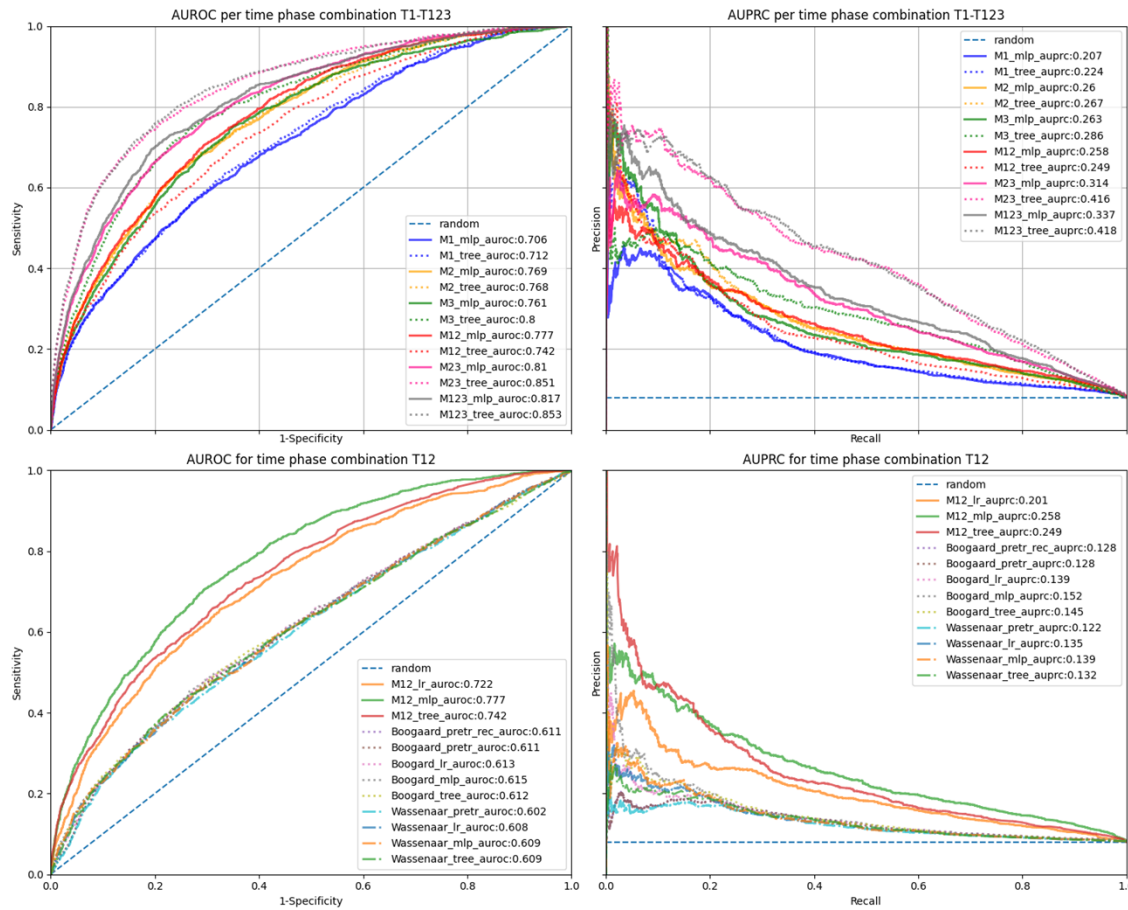 AUROC per time phase combination T1-T123
1.0
0.8
0.6
0.4
0.2
0.0
Sensitivity
1-Specificity
random
M1_mlp_auroc:0.706
M1_tree_auroc:0.712
M2_mlp_auroc:0.769
M2_tree_auroc:0.768
M3_mlp_auroc:0.761
M3_tree_auroc:0.8
M12_mlp_auroc:0.777
M12_tree_auroc:0.742
M23_mlp_auroc:0.81
M23_tree_auroc:0.851
M123_mlp_auroc:0.817
M123_tree_auroc:0.853
AUPRC per time phase combination T1-T123
Precision
Recall
random
M1_mlp_auprc:0.207
M1_tree_auprc:0.224
M2_mlp_auprc:0.26
M2_tree_auprc:0.267
M3_mlp_auprc:0.263
M3_tree_auprc:0.286
M12_mlp_auprc:0.258
M12_tree_auprc:0.249
M23_mlp_auprc:0.314
M23_tree_auprc:0.416
M123_mlp_auprc:0.337
M123_tree_auprc:0.418
AUROC for time phase combination T12
1.0
0.8
0.6
0.4
0.2
0.0
Sensitivity
random
M12_lr_auroc:0.722
M12_mlp_auroc:0.777
M12_tree_auroc:0.742
Boogaard_pretr_rec_auroc:0.611
Boogaard_pretr_auroc:0.611
Boogard_lr_auroc:0.613
Boogard_mlp_auroc:0.615
Boogard_tree_auroc:0.612
Wassenaar_pretr_auroc:0.602
Wassenaar_lr_auroc:0.608
Wassenaar_mlp_auroc:0.609
Wassenaar_tree_auroc:0.609
0.0 0.2 0.4 0.6 0.8 1.0
1-Specificity
AUPRC for time phase combination T12
Precision
random
M12_lr_auprc:0.201
M12_mlp_auprc:0.258
M12_tree_auprc:0.249
Boogaard_pretr_rec_auprc:0.128
Boogaard_pretr_auprc:0.128
Boogard_lr_auprc:0.139
Boogard_mlp_auprc:0.152
Boogard_tree_auprc:0.145
Wassenaar_pretr_auprc:0.122
Wassenaar_lr_auprc:0.135
Wassenaar_mlp_auprc:0.139
Wassenaar_tree_auprc:0.132
0.0 0.2 0.4 0.6 0.8 1.0
Recall